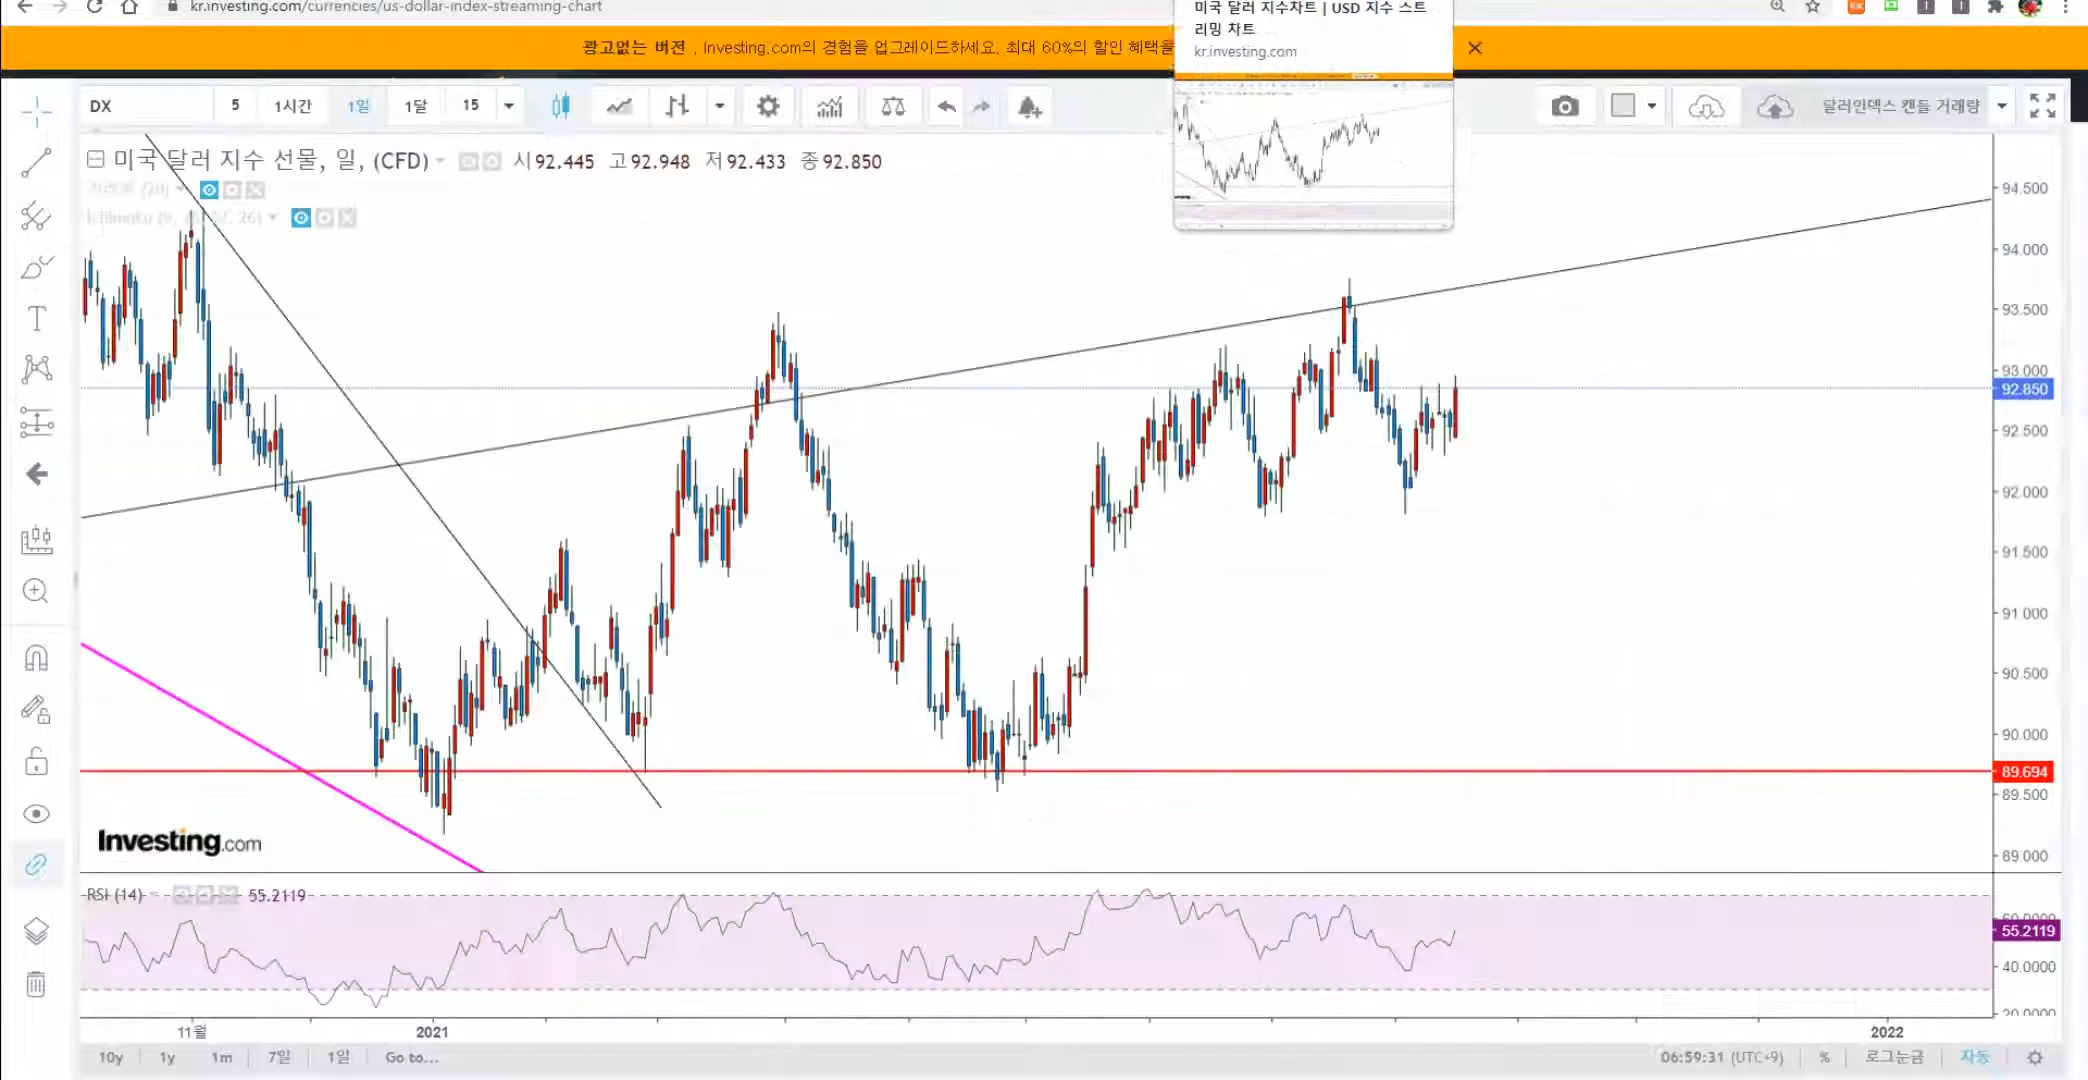 kr.investing.com/currencies/us-dollar-index-streaming-chart
미국 달러 지수차트 | USD 지수 스트
리밍 차트
kr.investing.com
광고없는 버전 . Investing.com의 경험을 업그레이드하세요. 최대 60%의 할인 혜택을
DX 5 1시간 1일 1달 15 달러인덱스 캔들 거래량
미국 달러 지수 선물, 일, (CFD) 시92.445 고92.948 저92.433 종92.850
94.500
94.000
93.500
93.000
92.850
92.500
92.000
91.500
91.000
90.500
90.000
89.694
89.500
89.000
Investing.com
RSI (14) 55.2119
60.0000
55.2119
40.0000
20.0000
11월 2021 2022
10y 1y 1m 7일 1일 Go to... 06:59:31 (UTC+9) % 로그눈금 자동